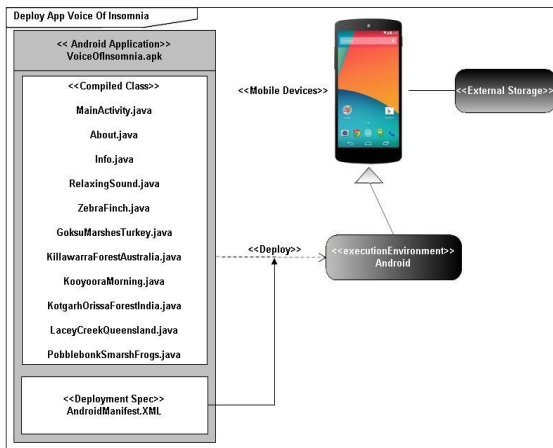 Deploy App Voice Of Insomnia
<< Android Application>>
VoiceOfInsomnia.apk
<<Compiled Class>>
MainActivity.java
About.java
Info.java
RelaxingSound.java
ZebraFinch.java
GoksuMarshesTurkey.java
KillawarraForestAustralia.java
KooyooraMorning.java
KotgarhOrissaForestIndia.java
LaceyCreekQueensland.java
PobblebonkSmarshFrogs.java
<<Deployment Spec>>
AndroidManifest.XML
<<Deploy>>
<<Mobile Devices>>
<<External Storage>>
<<executionEnvironment>>
Android